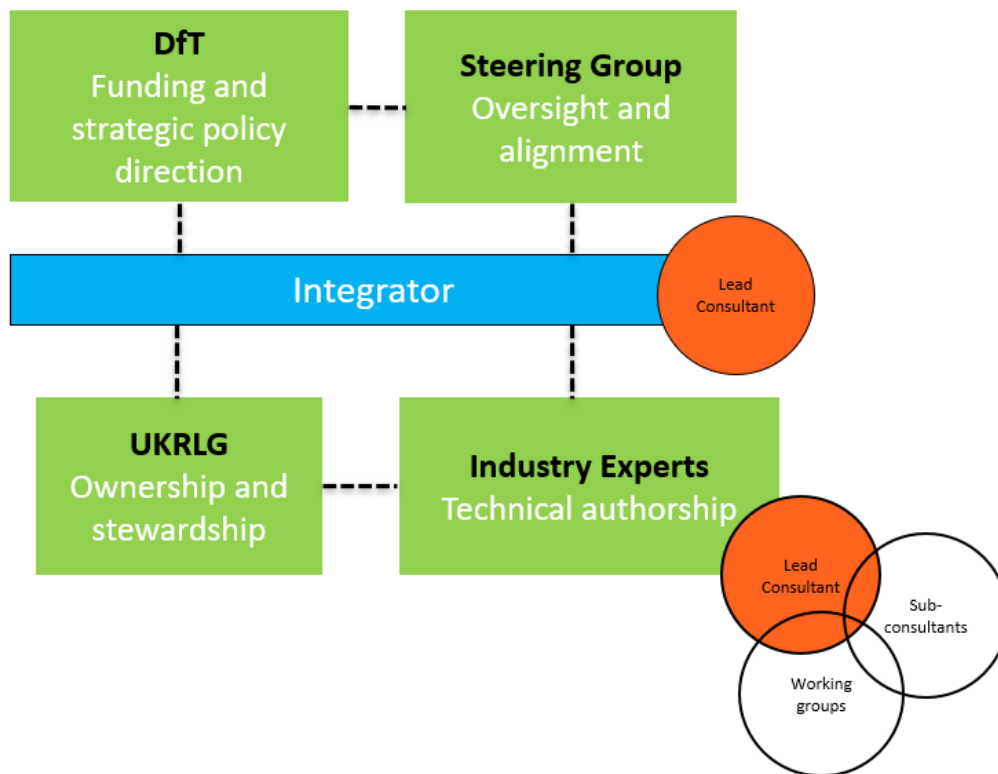 DfT
Funding and
strategic policy
direction
Steering Group
Oversight and
alignment
Integrator
Lead
Consultant
UKRLG
Ownership and
stewardship
Industry Experts
Technical authorship
Lead
Consultant
Sub-
consultants
Working
groups